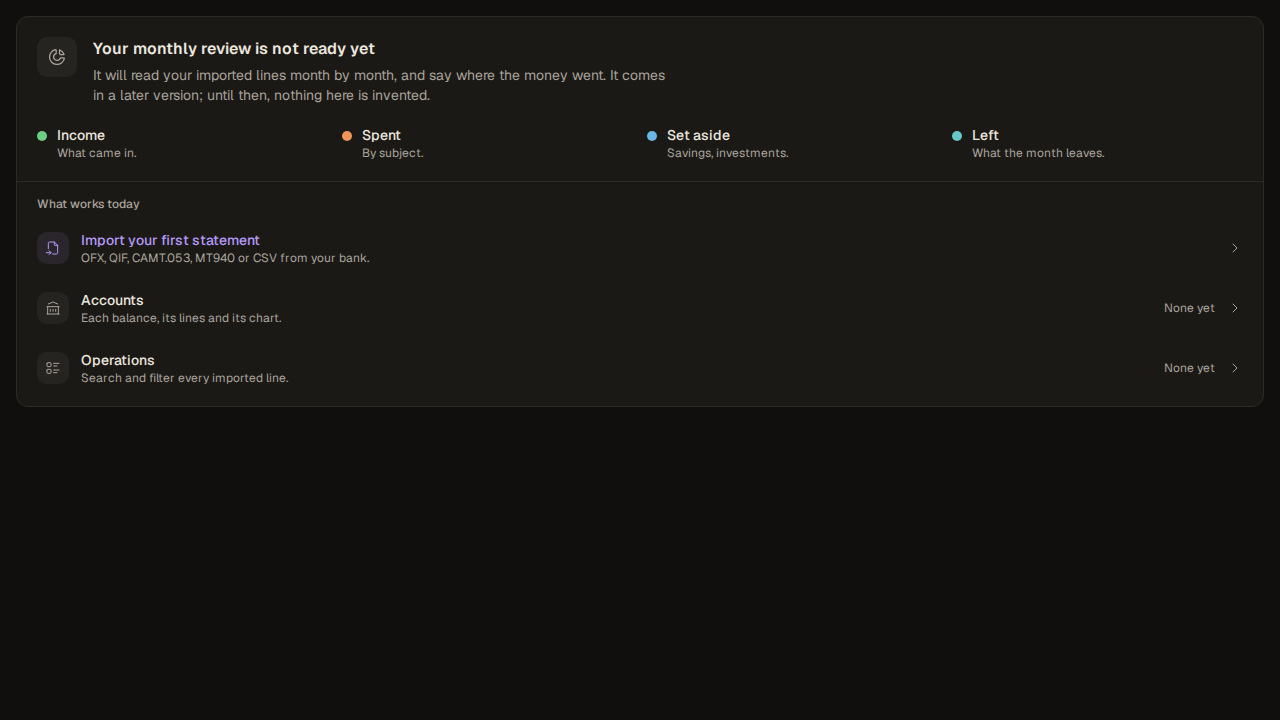 Your monthly review is not ready yet
It will read your imported lines month by month, and say where the money went. It comes
in a later version; until then, nothing here is invented.
Income
What came in.
Spent
By subject.
Set aside
Savings, investments.
Left
What the month leaves.
What works today
Import your first statement
OFX, QIF, CAMT.053, MT940 or CSV from your bank.
Accounts
Each balance, its lines and its chart.
None yet
Operations
Search and filter every imported line.
None yet